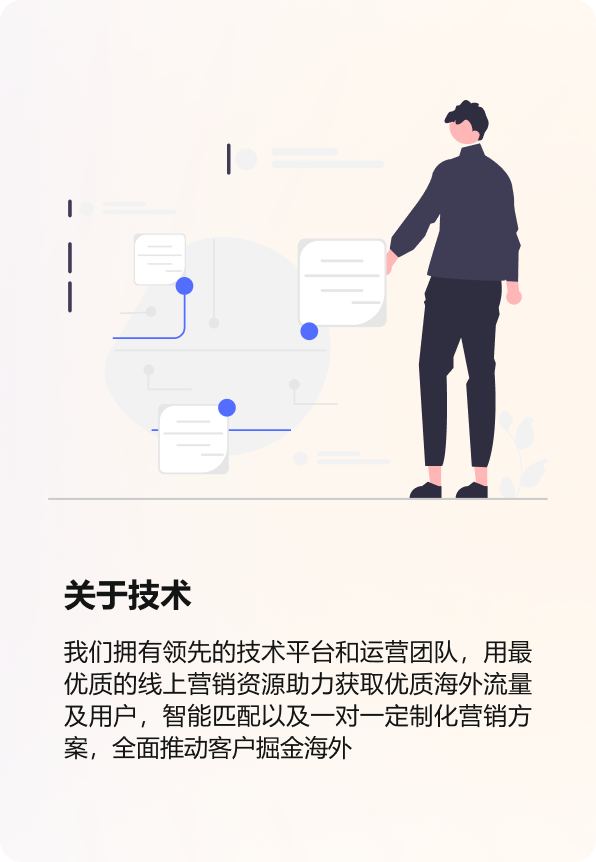 关于技术
我们拥有领先的技术平台和运营团队，用最
优质的线上营销资源助力获取优质海外流量
及用户，智能匹配以及一对一定制化营销方
案，全面推动客户掘金海外